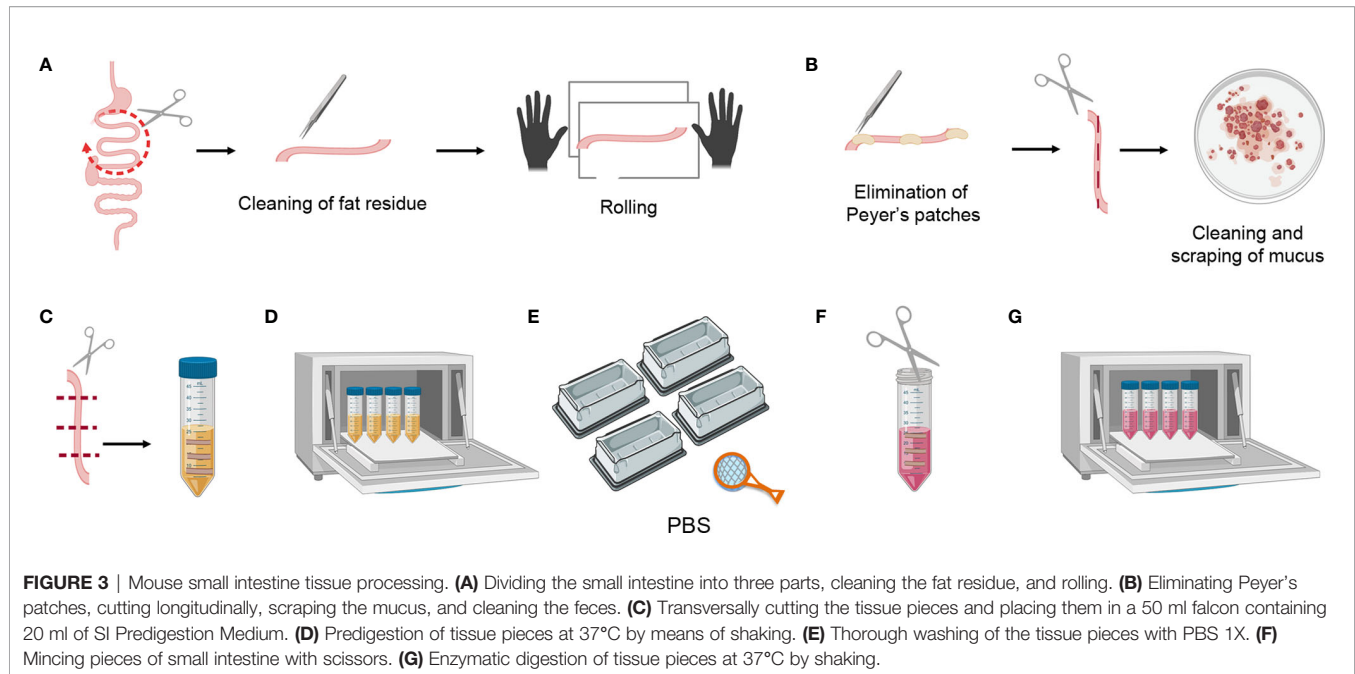 A
B
Cleaning of fat residue
Rolling
Elimination of
Peyer's patches
Cleaning and
scraping of mucus
C
D
E
F
G
PBS
FIGURE 3 | Mouse small intestine tissue processing. (A) Dividing the small intestine into three parts, cleaning the fat residue, and rolling. (B) Eliminating Peyer's
patches, cutting longitudinally, scraping the mucus, and cleaning the feces. (C) Transversally cutting the tissue pieces and placing them in a 50 ml falcon containing
20 ml of SI Predigestion Medium. (D) Predigestion of tissue pieces at 37°C by means of shaking. (E) Thorough washing of the tissue pieces with PBS 1X. (F)
Mincing pieces of small intestine with scissors. (G) Enzymatic digestion of tissue pieces at 37°C by shaking.